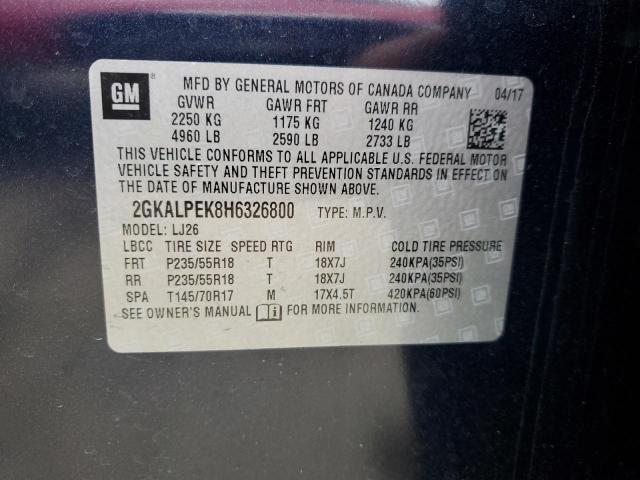 GM
MFD BY GENERAL MOTORS OF CANADA COMPANY 04/17
GVWR GAWR FRT GAWR RR
2250 KG 1175 KG 1240 KG
4960 LB 2590 LB 2733 LB
THIS VEHICLE CONFORMS TO ALL APPLICABLE U.S. FEDERAL MOTOR
VEHICLE SAFETY AND THEFT PREVENTION STANDARDS IN EFFECT ON
THE DATE OF MANUFACTURE SHOWN ABOVE.
2GKALPEK8H6326800 TYPE: M.P.V.
MODEL: LJ26
LBCC TIRE SIZE SPEED RTG RIM COLD TIRE PRESSURE
FRT P235/55R18 T 18X7J 240KPA(35PSI)
RR P235/55R18 T 18X7J 240KPA(35PSI)
SPA T145/70R17 M 17X4.5T 420KPA(60PSI)
SEE OWNER'S MANUAL i FOR MORE INFORMATION.